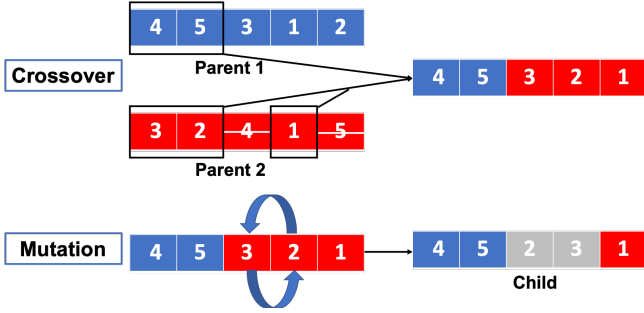 4 5 3 1 2
Parent 1
Crossover
4 5 3 2 1
3 2 4 1 5
Parent 2
Mutation
4 5 3 2 1
4 5 2 3 1
Child